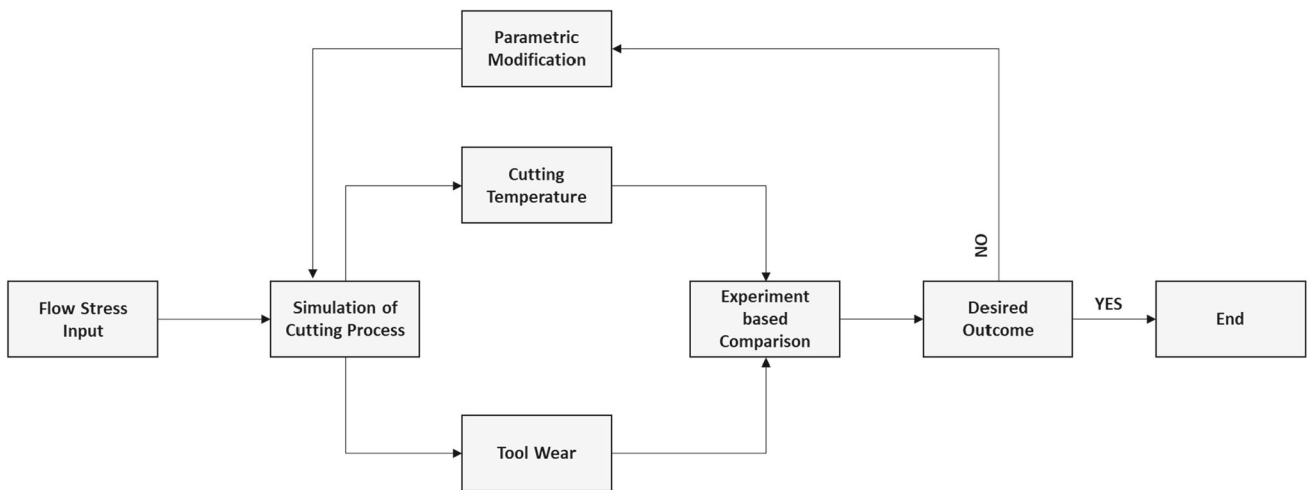 Parametric
Modification
Cutting
Temperature
NO
Flow Stress
Input
Simulation of
Cutting Process
Experiment
based
Comparison
Desired
Outcome
YES
End
Tool Wear